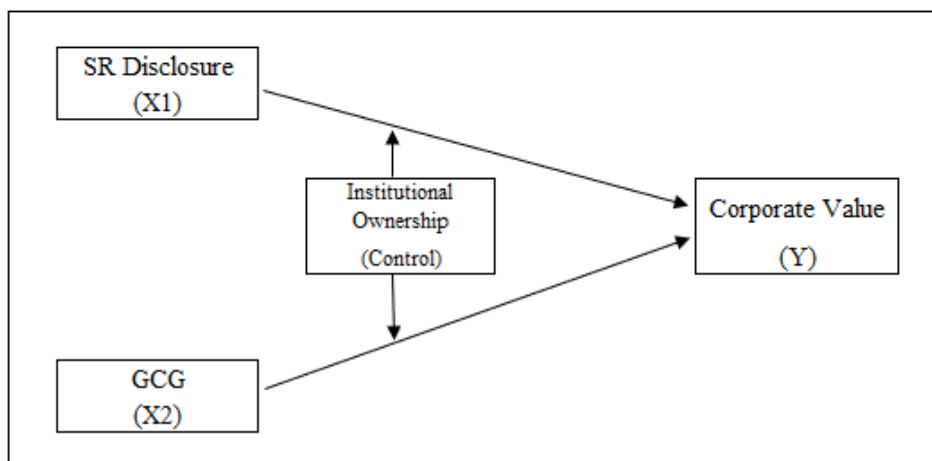 SR Disclosure
(X1)
Institutional
Ownership
(Control)
Corporate Value
(Y)
GCG
(X2)